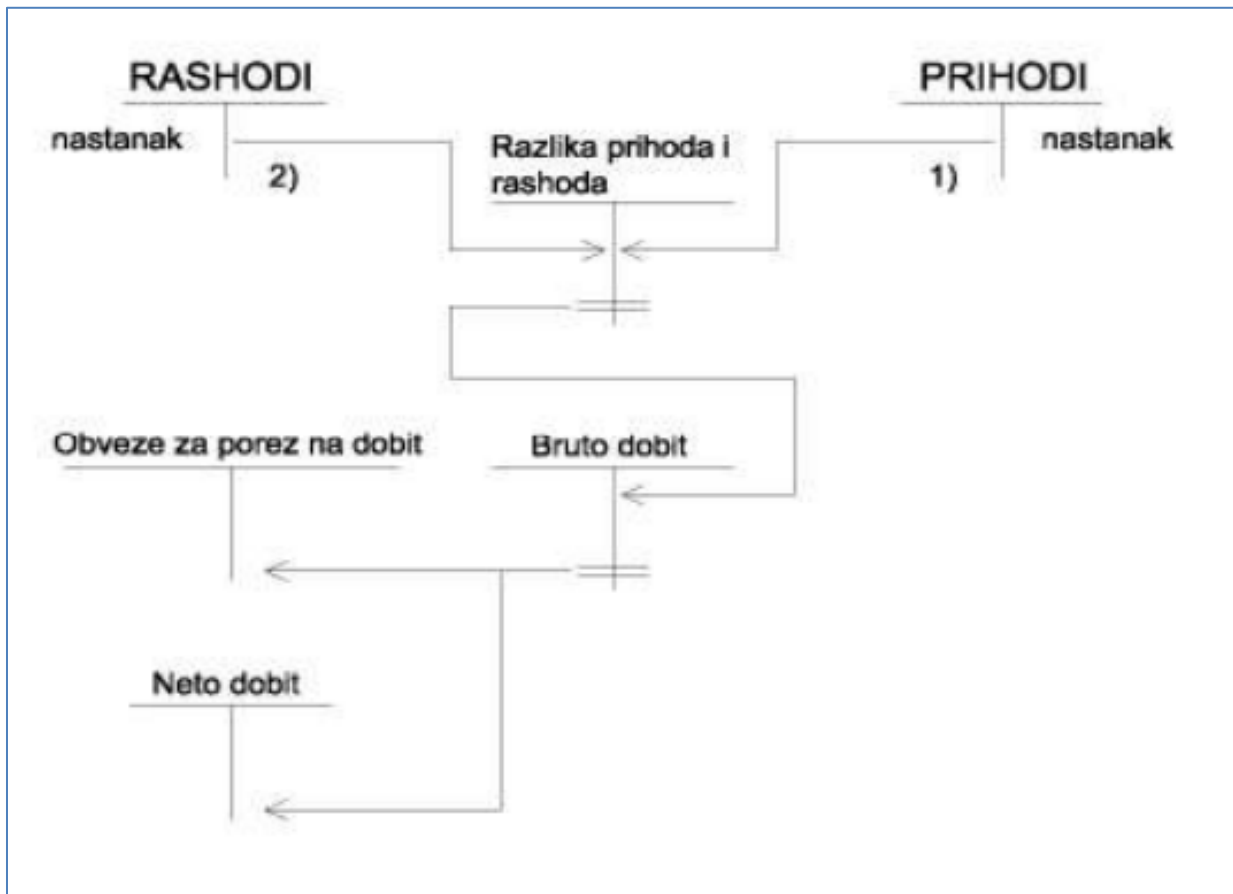 RASHODI
PRIHODI
nastanak
2)
Razlika prihoda i
rashoda
1)
nastanak
Obveze za porez na dobit
Bruto dobit
Neto dobit